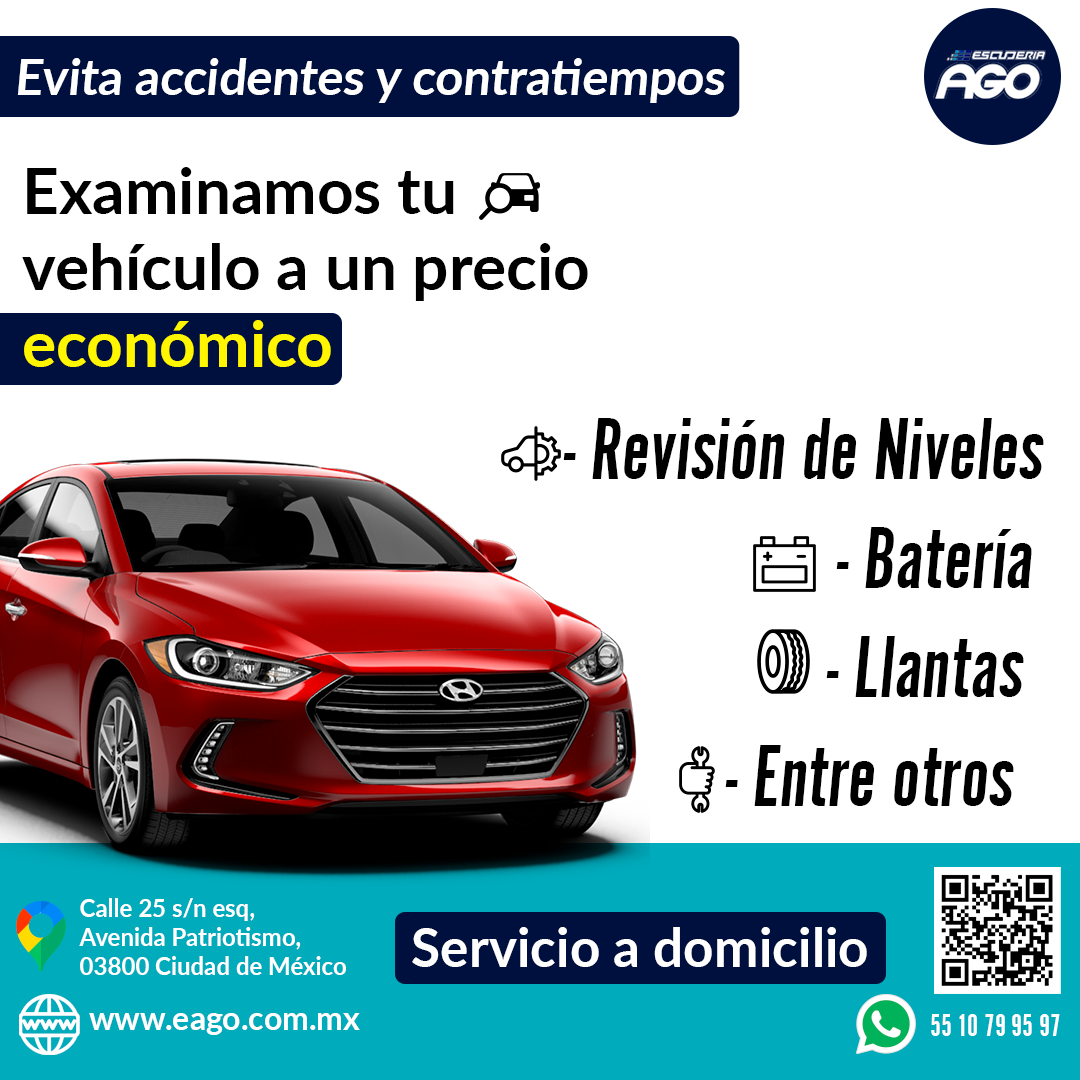 Evita accidentes y contratiempos
ESCUDERIA
AGO
Examinamos tu
vehículo a un precio
económico
- Revisión de Niveles
- Batería
- Llantas
- Entre otros
Calle 25 s/n esq,
Avenida Patriotismo,
03800 Ciudad de México
Servicio a domicilio
www
www.eago.com.mx
55 10 79 95 97